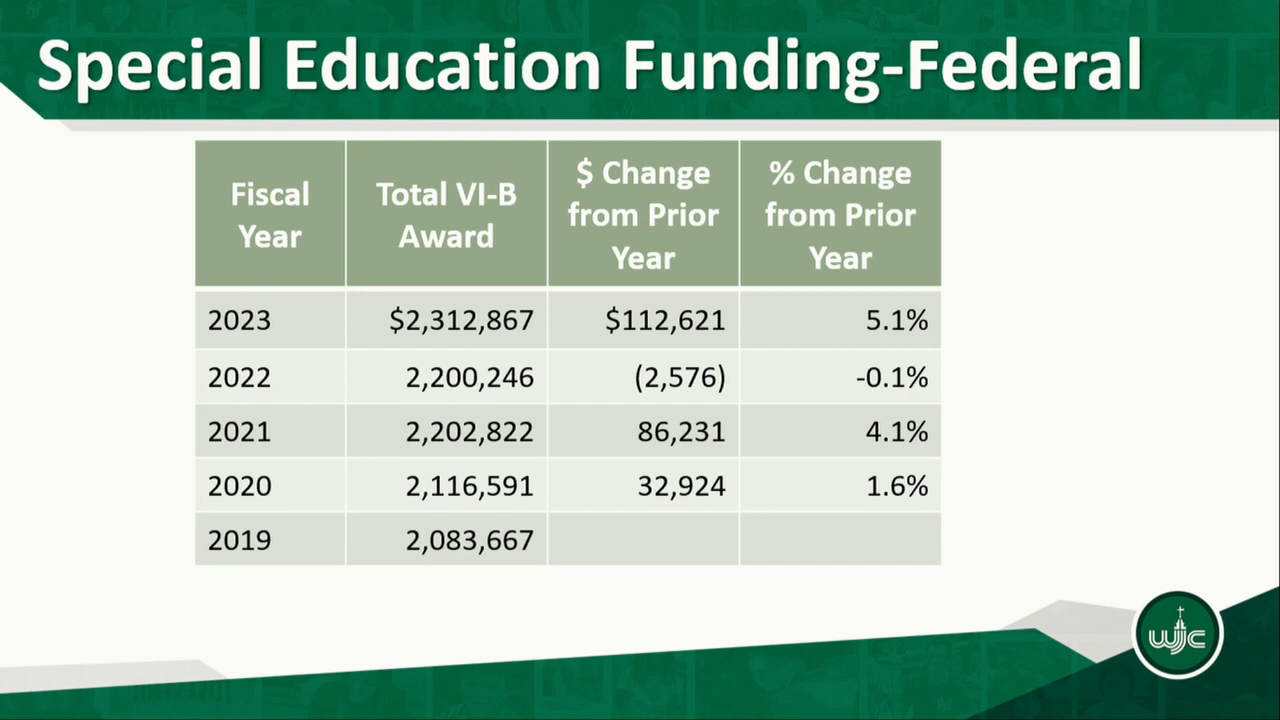 Special Education Funding-Federal
Fiscal Year
Total VI-B Award
$ Change from Prior Year
% Change from Prior Year
2023 $2,312,867 $112,621 5.1%
2022 2,200,246 (2,576) -0.1%
2021 2,202,822 86,231 4.1%
2020 2,116,591 32,924 1.6%
2019 2,083,667
WJC